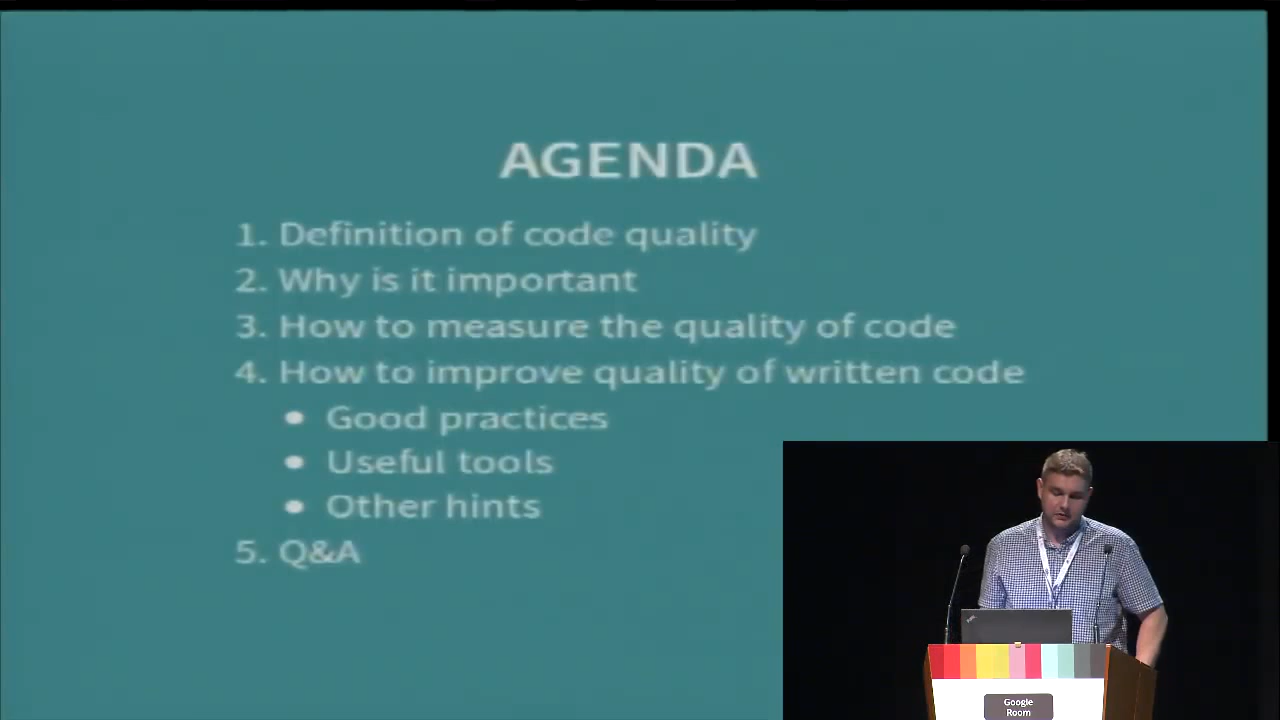 AGENDA
1. Definition of code quality
2. Why is it important
3. How to measure the quality of code
4. How to improve quality of written code
• Good practices
• Useful tools
• Other hints
5. Q&A
Google
Room